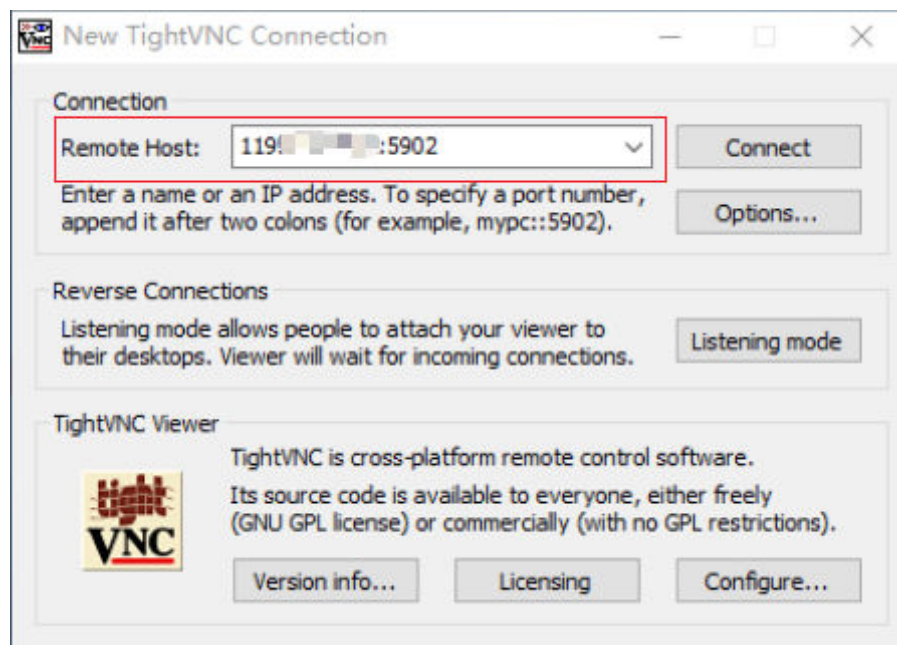 New TightVNC Connection
Connection
Remote Host:
119 :5902
Connect
Enter a name or an IP address. To specify a port number,
append it after two colons (for example, mypc::5902).
Options...
Reverse Connections
Listening mode allows people to attach your viewer to
their desktops. Viewer will wait for incoming connections.
Listening mode
TightVNC Viewer
TightVNC is cross-platform remote control software.
Its source code is available to everyone, either freely
(GNU GPL license) or commercially (with no GPL restrictions).
tight
VNC
Version info...
Licensing
Configure...